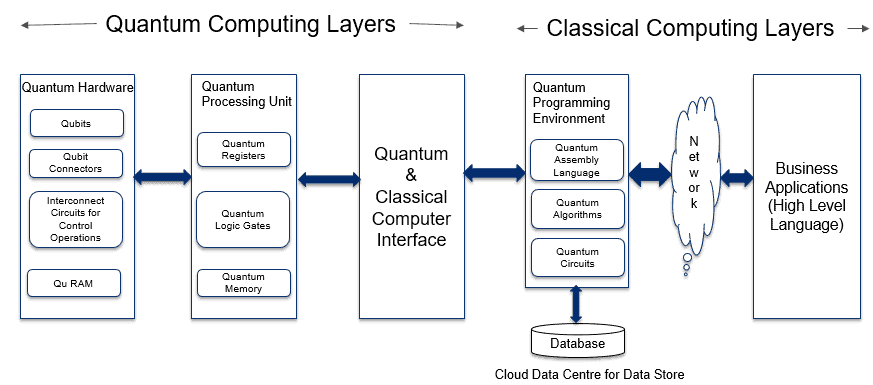 Quantum Computing Layers
Classical Computing Layers
Quantum Hardware
Qubits
Qubit
Connectors
Interconnect
Circuits for
Control
Operations
Qu RAM
Quantum
Processing Unit
Quantum
Registers
Quantum
Logic Gates
Quantum
Memory
Quantum
&
Classical
Computer
Interface
Quantum
Programming
Environment
Quantum
Assembly
Language
Quantum
Algorithms
Quantum
Circuits
Database
Cloud Data Centre for Data Store
N
et
w
or
k
Business
Applications
(High Level
Language)